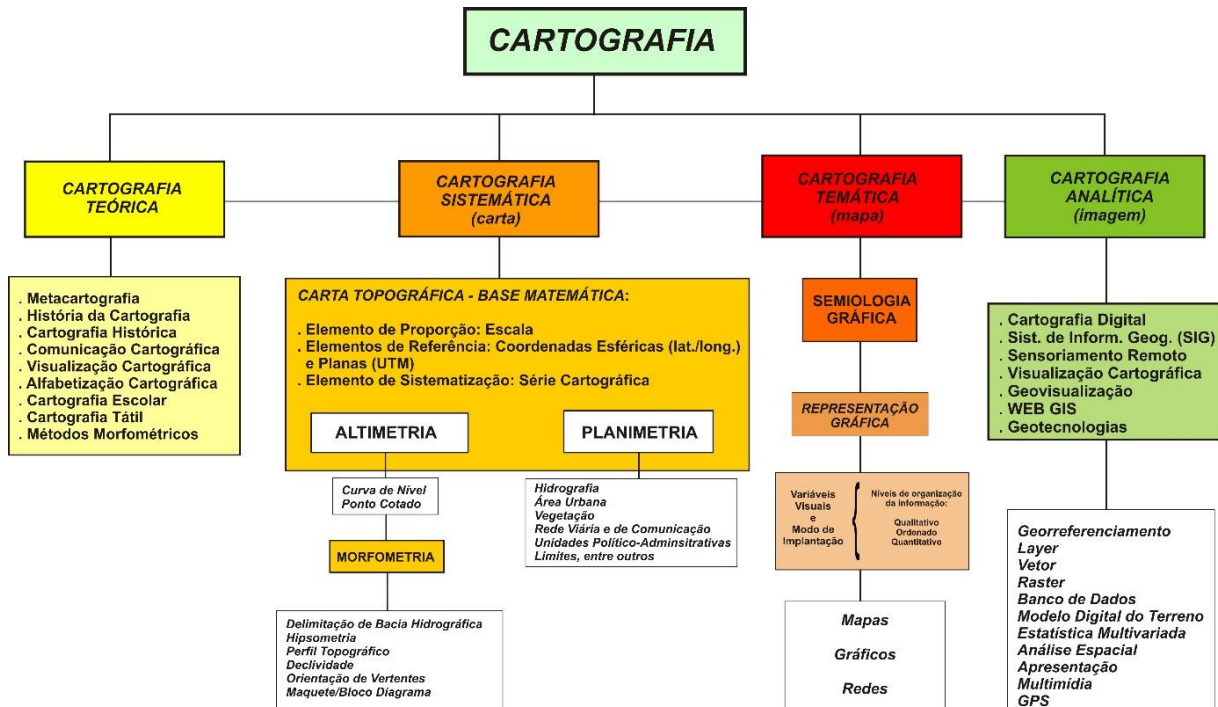 CARTOGRAFIA
CARTOGRAFIA
TEÓRICA
CARTOGRAFIA
SISTEMÁTICA
(carta)
CARTOGRAFIA
TEMÁTICA
(mapa)
CARTOGRAFIA
ANALÍTICA
(imagem)
. Metacartografia
. História da Cartografia
. Cartografia Histórica
. Comunicação Cartográfica
. Visualização Cartográfica
. Alfabetização Cartográfica
. Cartografia Escolar
. Cartografia Tátil
. Métodos Morfométricos
CARTA TOPOGRÁFICA - BASE MATEMÁTICA:
. Elemento de Proporção: Escala
. Elementos de Referência: Coordenadas Esféricas (lat./long.)
e Planas (UTM)
. Elemento de Sistematização: Série Cartográfica
ALTIMETRIA
PLANIMETRIA
Curva de Nível
Ponto Cotado
MORFOMETRIA
Delimitação de Bacia Hidrográfica
Hipsometria
Perfil Topográfico
Declividade
Orientação de Vertentes
Maquete/Bloco Diagrama
Hidrografia
Área Urbana
Vegetação
Rede Viária e de Comunicação
Unidades Político-Adminsitrativas
Limites, entre outros
SEMIOLOGIA
GRÁFICA
REPRESENTAÇÃO
GRÁFICA
Variáveis
Visuais
e
Modo de
Implantação
Níveis de organização
da informação:
Qualitativo
Ordenado
Quantitativo
Mapas
Gráficos
Redes
. Cartografia Digital
. Sist. de Inform. Geog. (SIG)
. Sensoriamento Remoto
. Visualização Cartográfica
. Geovisualização
. WEB GIS
. Geotecnologias
Georreferenciamento
Layer
Vetor
Raster
Banco de Dados
Modelo Digital do Terreno
Estatística Multivariada
Análise Espacial
Apresentação
Multimídia
GPS